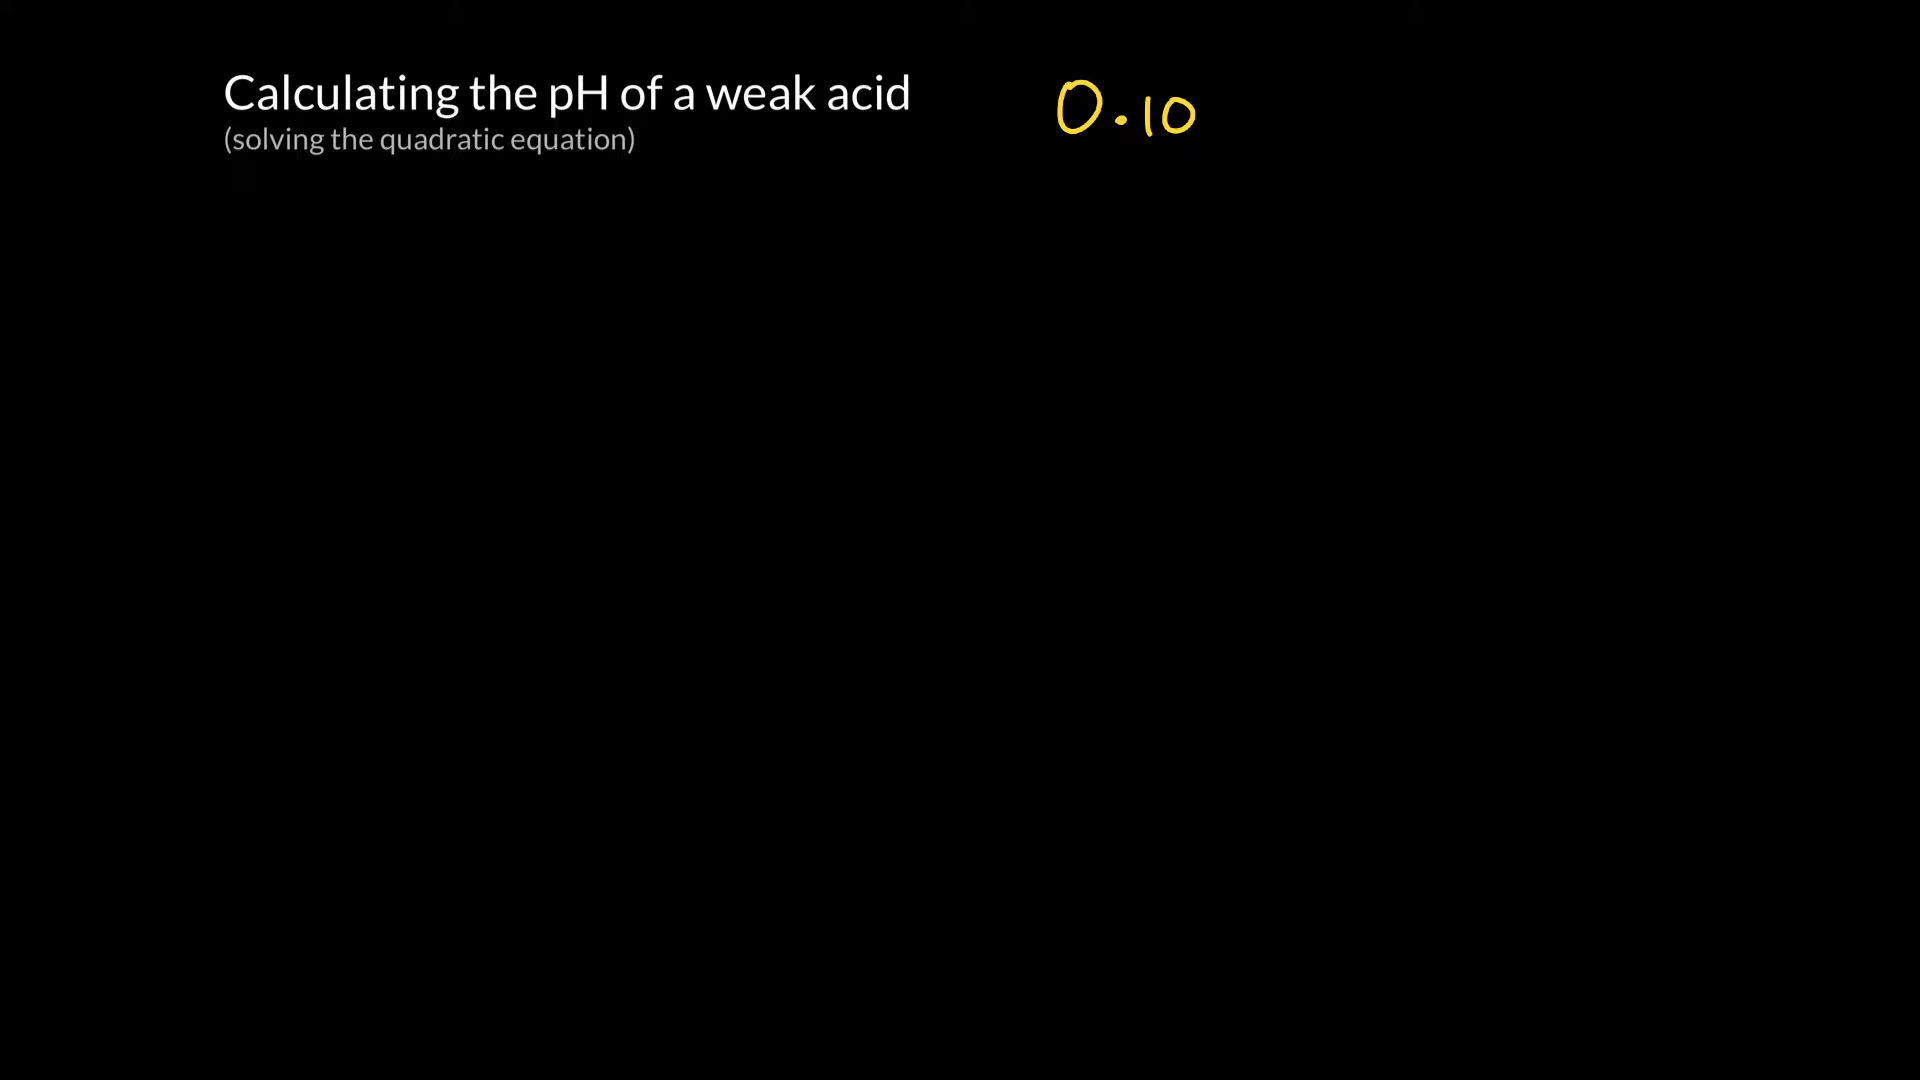 Calculating the pH of a weak acid 0.10
(solving the quadratic equation)